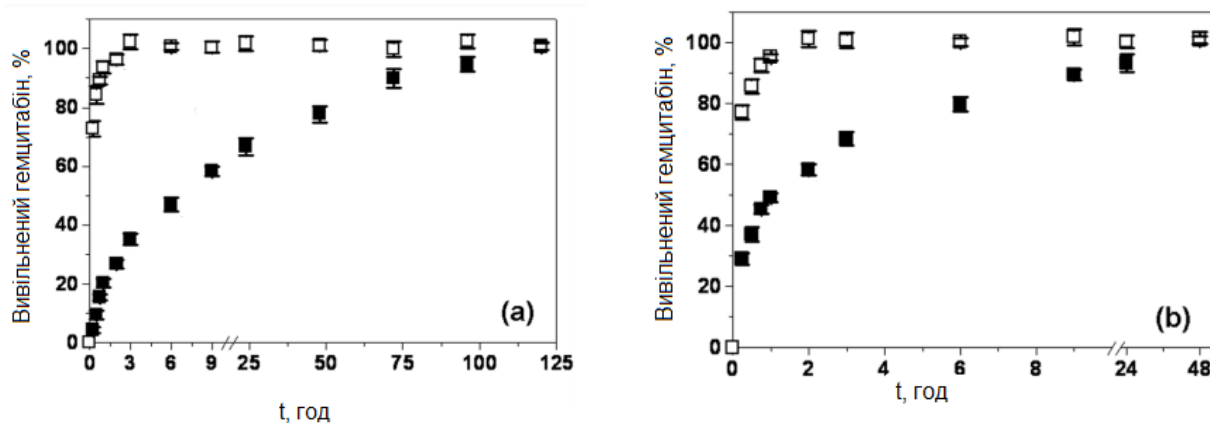 Вивільнений гемцитабін, %
100
80
60
40
20
0
0 3 6 9 25 50 75 100 125
t, год
(a)
Вивільнений гемцитабін, %
100
80
60
40
20
0
0 2 4 6 8 24 48
t, год
(b)